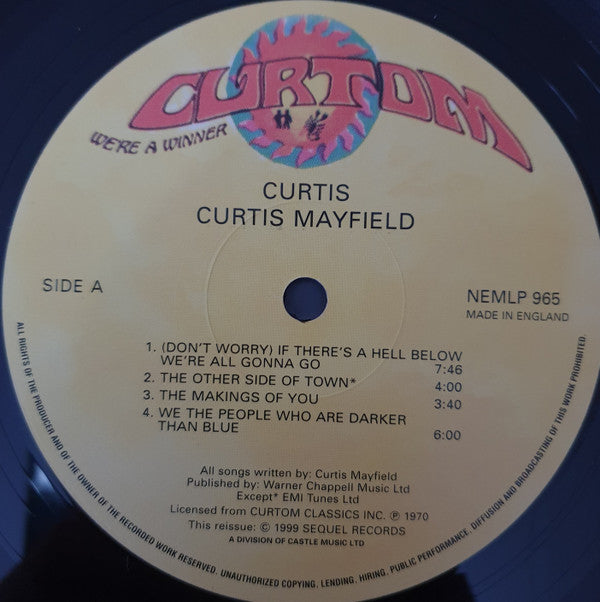 CURTOM
WE'RE A WINNER
CURTIS
CURTIS MAYFIELD
SIDE A
NEMLP 965
MADE IN ENGLAND
1. (DON'T WORRY) IF THERE'S A HELL BELOW
WE'RE ALL GONNA GO 7:46
2. THE OTHER SIDE OF TOWN* 4:00
3. THE MAKINGS OF YOU 3:40
4. WE THE PEOPLE WHO ARE DARKER
THAN BLUE 6:00
All songs written by: Curtis Mayfield
Published by: Warner Chappell Music Ltd
Except* EMI Tunes Ltd
Licensed from CURTOM CLASSICS INC. ℗ 1970
This reissue: © 1999 SEQUEL RECORDS
A DIVISION OF CASTLE MUSIC LTD
ALL RIGHTS OF THE PRODUCER AND OF THE OWNER OF THE RECORDED WORK RESERVED. UNAUTHORIZED COPYING. LENDING. HIRING. PUBLIC PERFORMANCE. DIFFUSION AND BROADCASTING OF THIS WORK PROHIBITED.